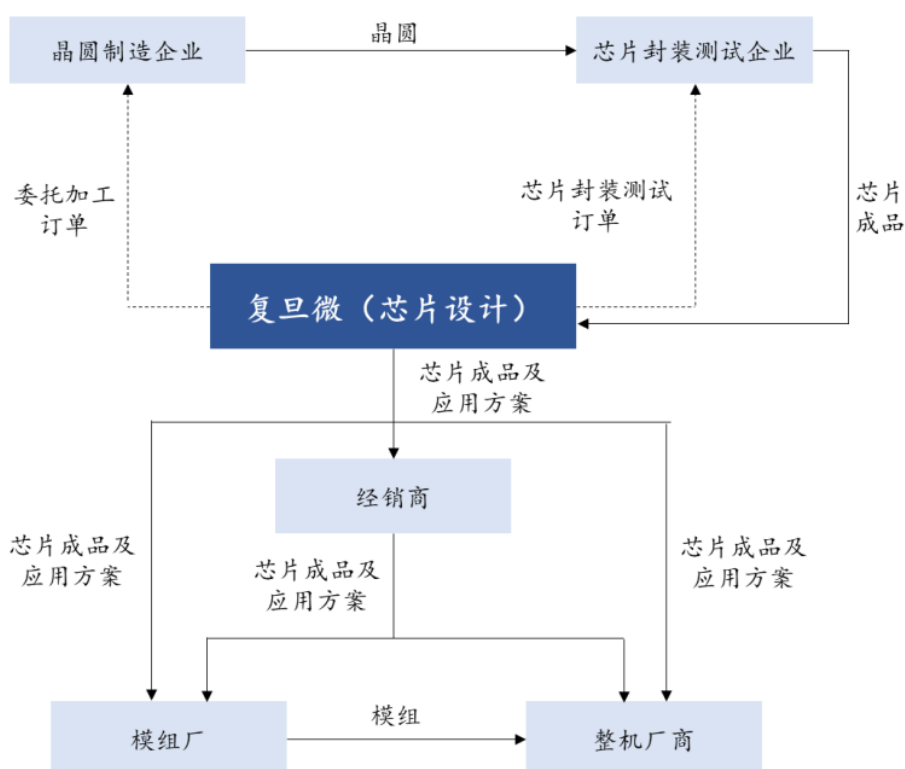 晶圆制造企业
晶圆
芯片封装测试企业
委托加工
订单
芯片封装测试
订单
芯片
成品
复旦微（芯片设计）
芯片成品及
应用方案
经销商
芯片成品及
应用方案
芯片成品及
应用方案
芯片成品及
应用方案
模组厂
模组
整机厂商